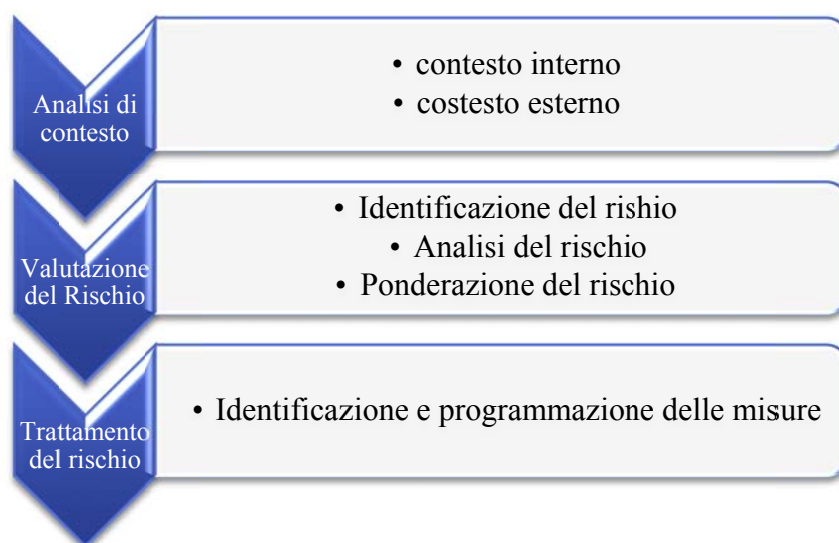 Analisi di
contesto
• contesto interno
• costesto esterno
Valutazione
del Rischio
• Identificazione del rishio
• Analisi del rischio
• Ponderazione del rischio
Trattamento
del rischio
• Identificazione e programmazione delle misure